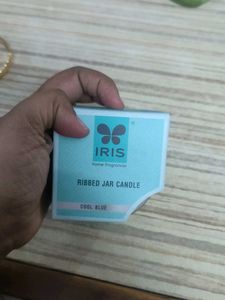 IRIS
Home Fragrances
RIBBED JAR CANDLE
COOL BLUE